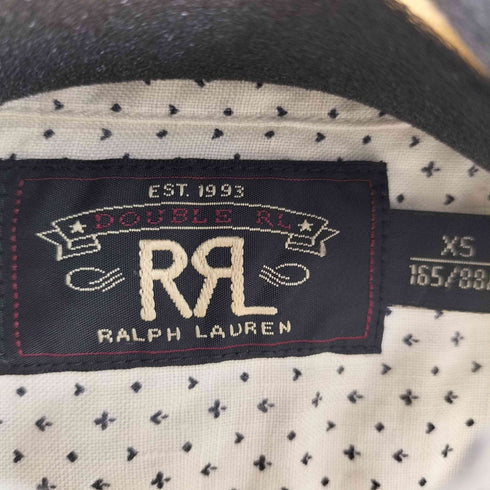 EST. 1993
DOUBLE RL
RRL
RALPH LAUREN
XS
165/88